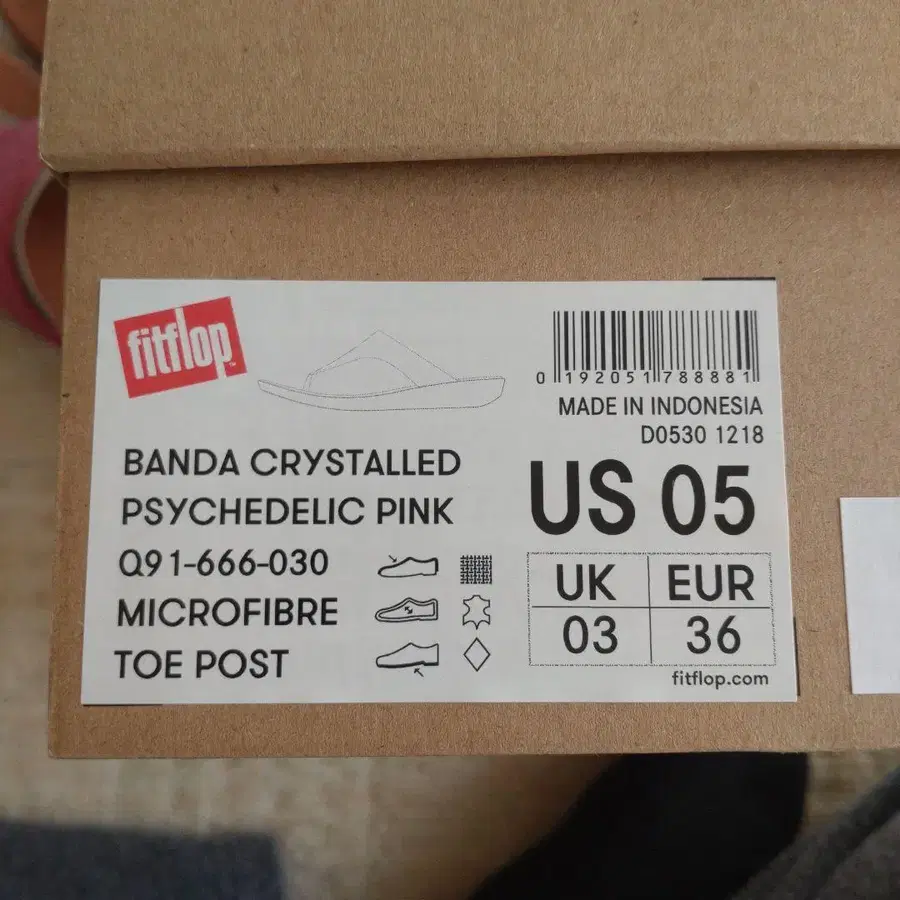 fitflop™
0 192051 788881
MADE IN INDONESIA
D0530 1218
BANDA CRYSTALLED
PSYCHEDELIC PINK
Q91-666-030
MICROFIBRE
TOE POST
US 05
UK EUR
03 36
fitflop.com